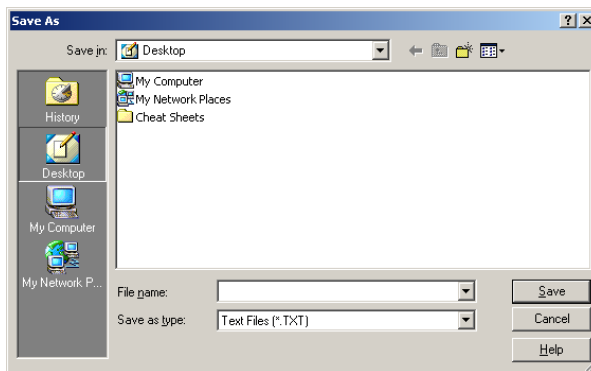 Save As
Save in: Desktop
My Computer
My Network Places
Cheat Sheets
History
Desktop
My Computer
My Network P...
File name:
Save as type: Text Files (*.TXT)
Save
Cancel
Help